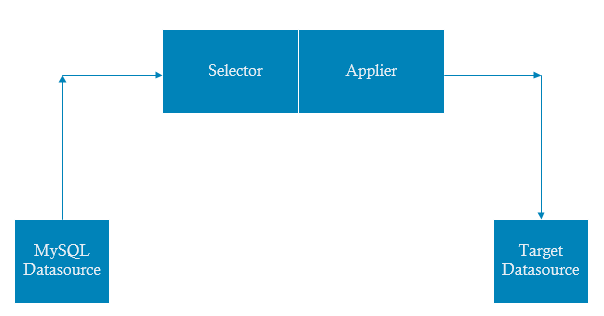 Selector
Applier
MySQL
Datasource
Target
Datasource